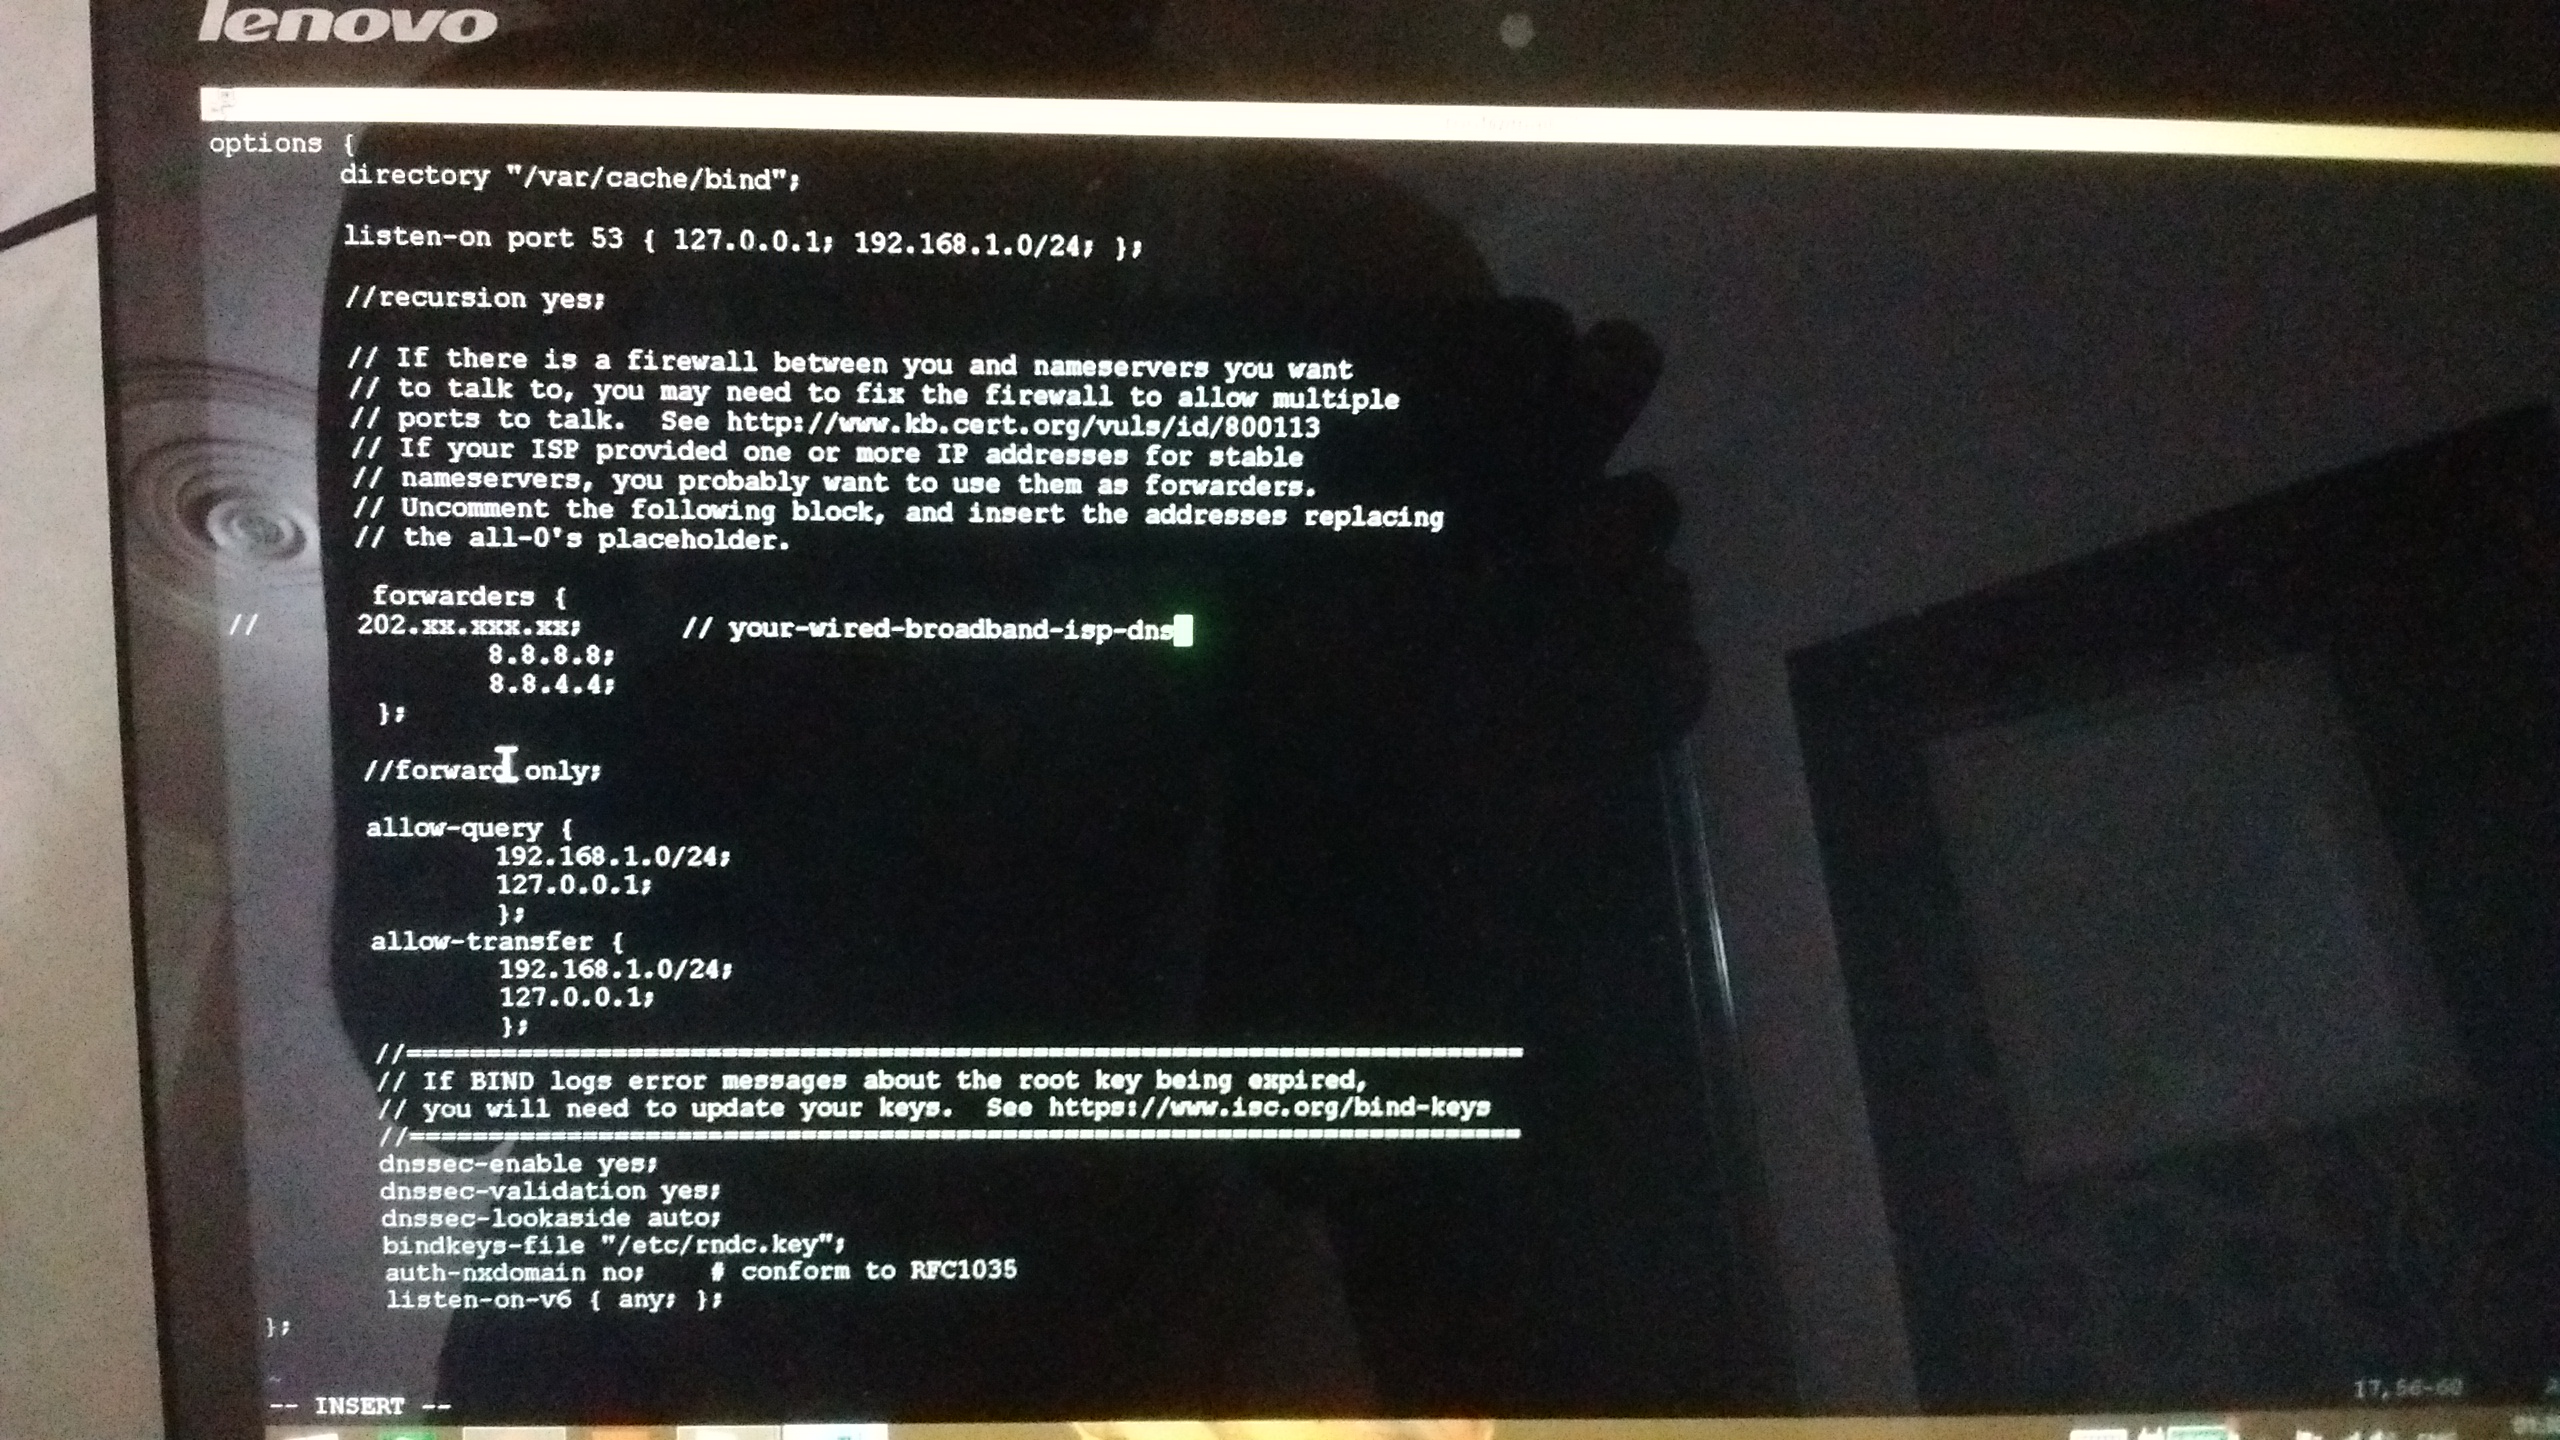 lenovo
options {
directory "/var/cache/bind";
listen-on port 53 { 127.0.0.1; 192.168.1.0/24; };
//recursion yes;
// If there is a firewall between you and nameservers you want
// to talk to, you may need to fix the firewall to allow multiple
// ports to talk.  See http://www.kb.cert.org/vuls/id/800113
// If your ISP provided one or more IP addresses for stable
// nameservers, you probably want to use them as forwarders.
// Uncomment the following block, and insert the addresses replacing
// the all-0's placeholder.
forwarders {
// 202.xx.xxx.xx; // your-wired-broadband-isp-dns
8.8.8.8;
8.8.4.4;
};
//forward only;
allow-query {
192.168.1.0/24;
127.0.0.1;
};
allow-transfer {
192.168.1.0/24;
127.0.0.1;
};
//========================================================================
// If BIND logs error messages about the root key being expired,
// you will need to update your keys.  See https://www.isc.org/bind-keys
//========================================================================
dnssec-enable yes;
dnssec-validation yes;
dnssec-lookaside auto;
bindkeys-file "/etc/rndc.key";
auth-nxdomain no;    # conform to RFC1035
listen-on-v6 { any; };
};
~
-- INSERT --
17,56-60